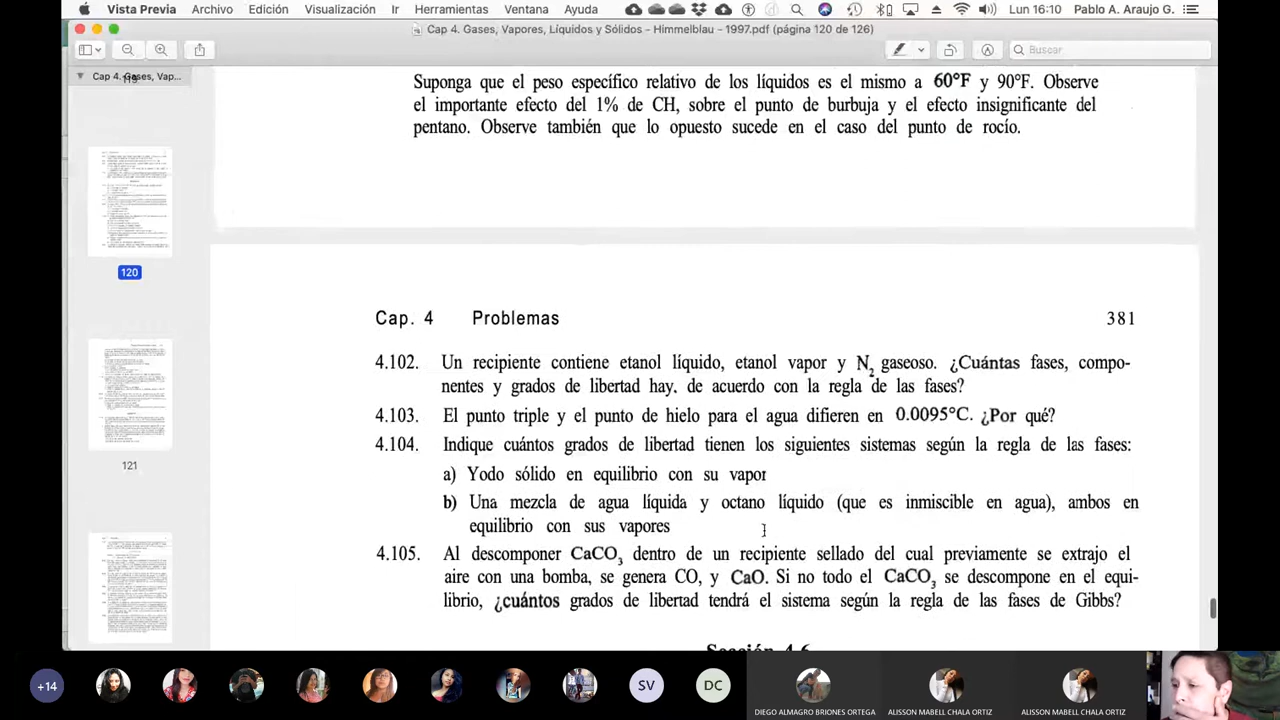 Vista Previa Archivo Edición Visualización Ir Herramientas Ventana Ayuda Lun 16:10 Pablo A. Araujo G.
Cap 4. Gases, Vapores, Líquidos y Sólidos - Himmelblau - 1997.pdf (página 120 de 126)
Buscar
Cap 4. Gases, Vap...
119
120
121
Suponga que el peso específico relativo de los líquidos es el mismo a 60°F y 90°F. Observe
el importante efecto del 1% de CH, sobre el punto de burbuja y el efecto insignificante del
pentano. Observe también que lo opuesto sucede en el caso del punto de rocío.
Cap. 4 Problemas 381
4.102. Un recipiente contiene etanol líquido, etanol vapor y N2 gaseoso. ¿Cuántas fases, compo-
nentes y grados de libertad hay, de acuerdo con la regla de las fases?
4.103. El punto triple y el punto de hielo para el agua difieren en 0.0095°C. ¿Por qué?
4.104. Indique cuántos grados de libertad tienen los siguientes sistemas según la regla de las fases:
a) Yodo sólido en equilibrio con su vapor
b) Una mezcla de agua líquida y octano líquido (que es inmiscible en agua), ambos en
equilibrio con sus vapores
4.105. Al descomponer CaCO3 dentro de un recipiente sellado del cual previamente se extrajo el
aire con una bomba, se genera CO, y CaO. Si no todo el CaCO3 se descompone en el equi-
librio, ¿cuántos grados de libertad tendrá el sistema según la regla de las fases de Gibbs?
Sección 4.6
+14
SV
DC
DIEGO ALMAGRO BRIONES ORTEGA
ALISSON MABELL CHALA ORTIZ
ALISSON MABELL CHALA ORTIZ